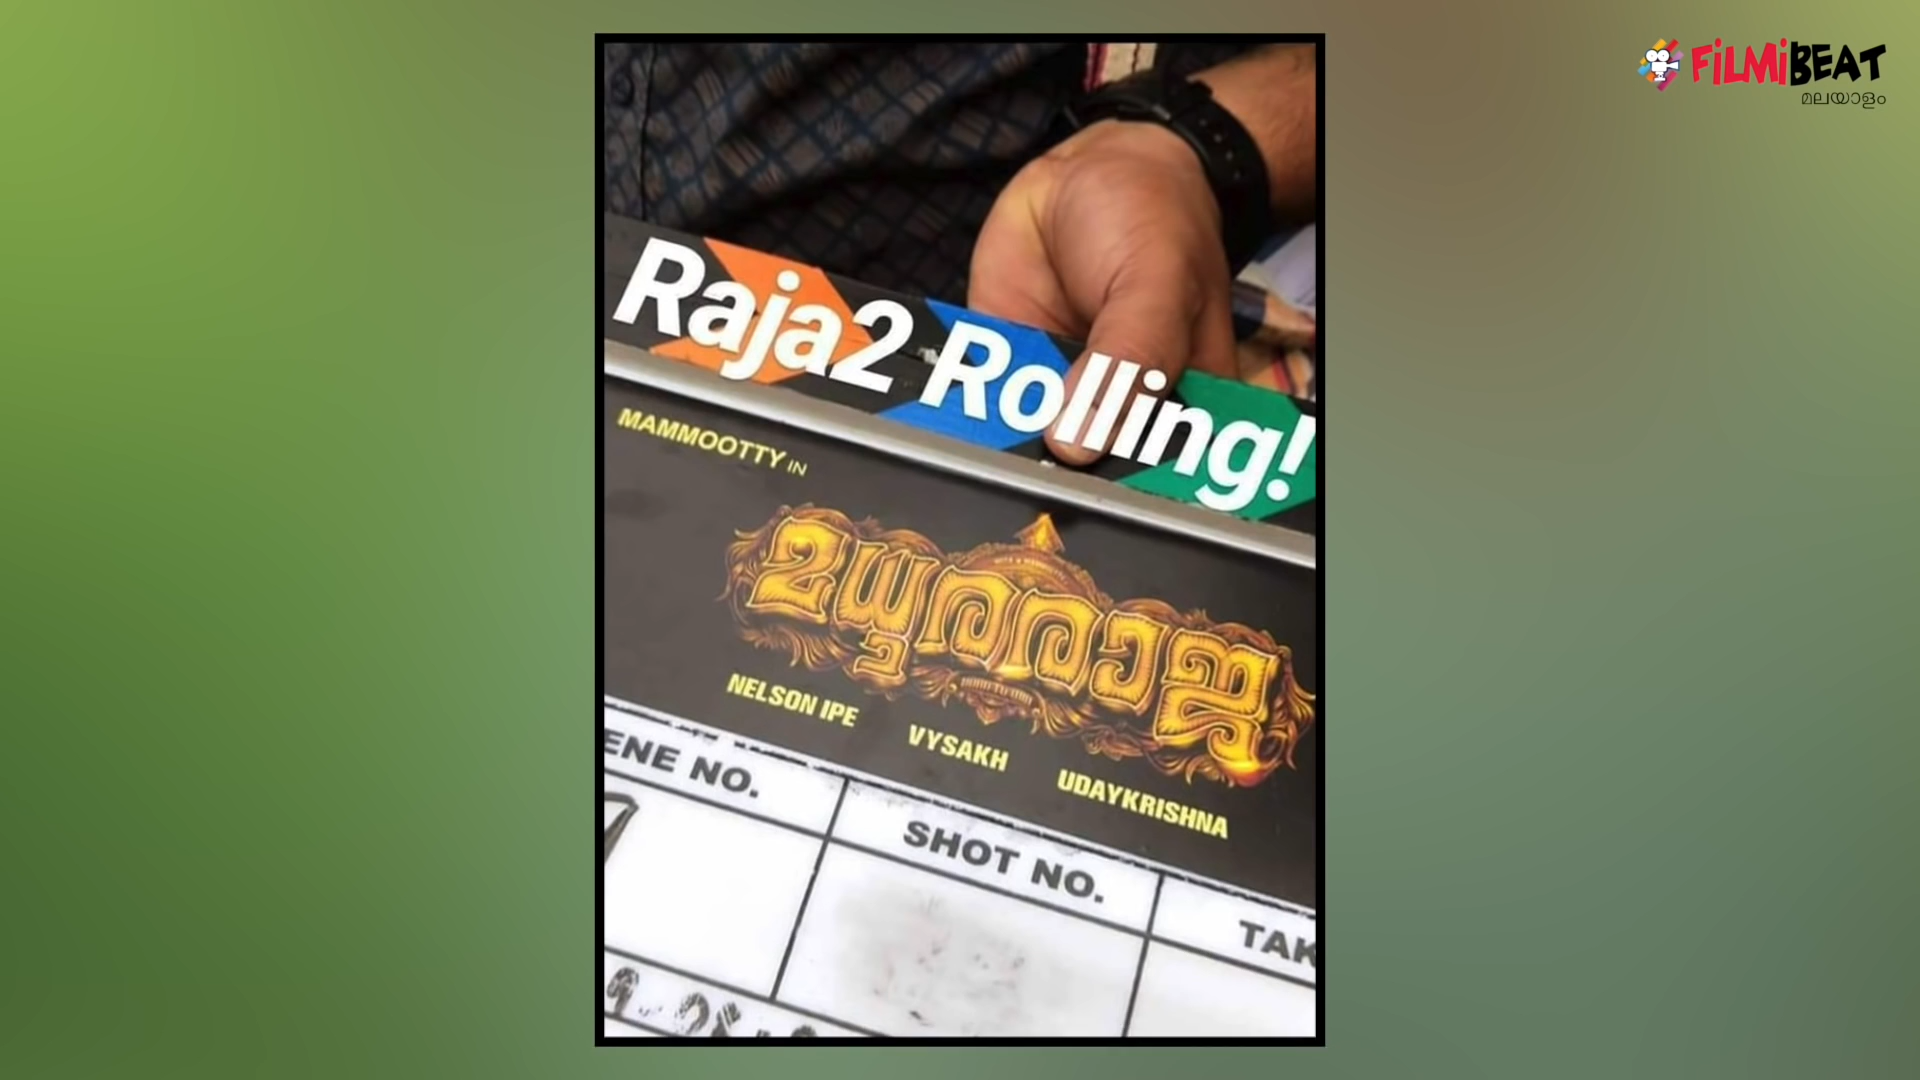 FiLMiBEAT
മലയാളം
Raja2 Rolling!
MAMMOOTTY IN
മധുരരാജ
NELSON IPE
VYSAKH
UDAYKRISHNA
ENE NO.
SHOT NO.
TAK